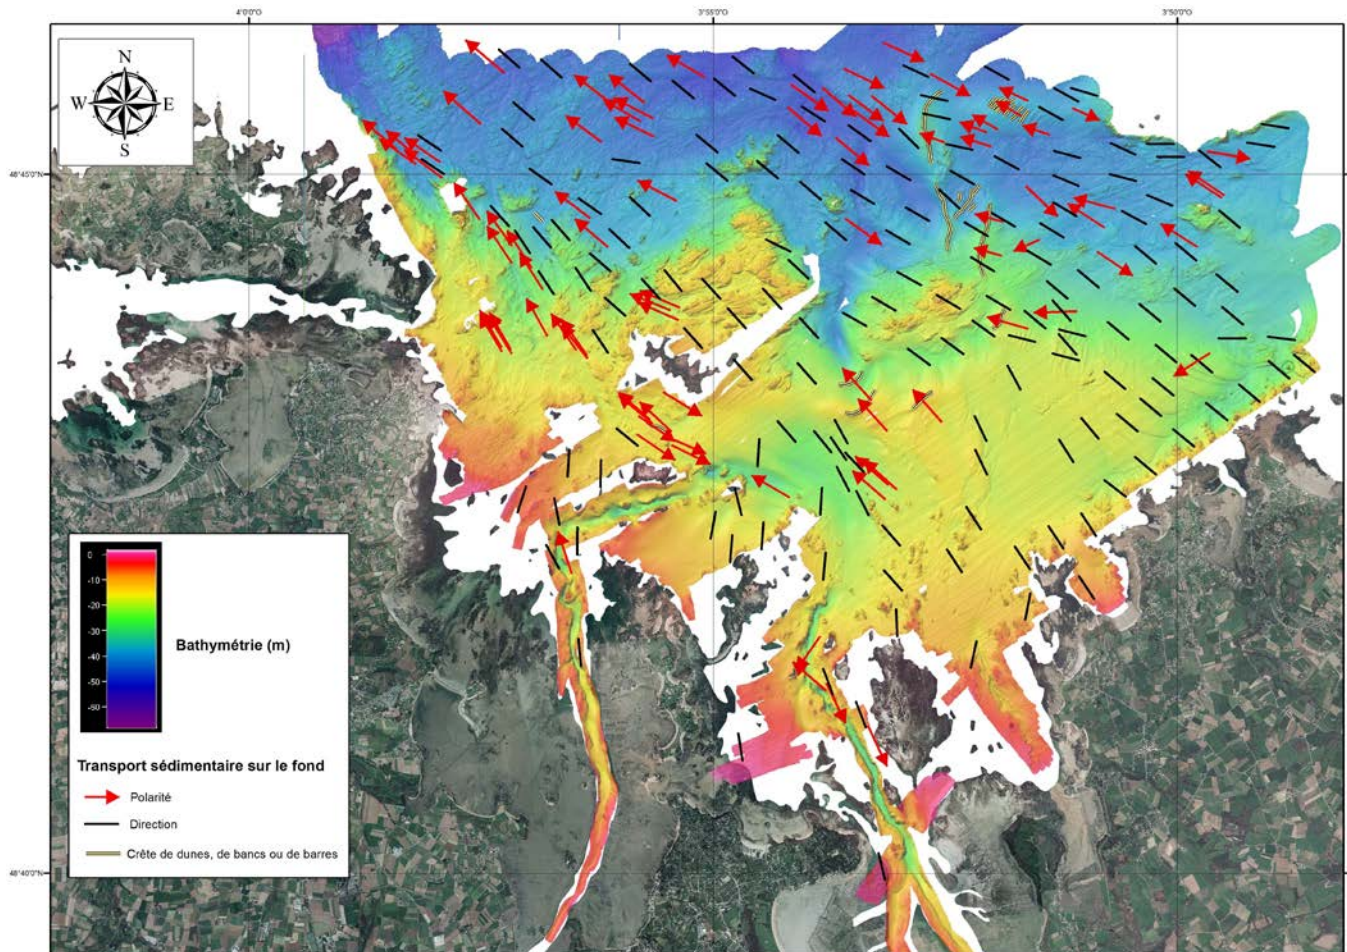 4°0'0"O
3°55'0"O
3°50'0"O
N
W
E
S
48°45'0"N
0
-10
-20
-30
-40
-50
-60
Bathymétrie (m)
Transport sédimentaire sur le fond
Polarité
Direction
Crête de dunes, de bancs ou de barres
48°40'0"N